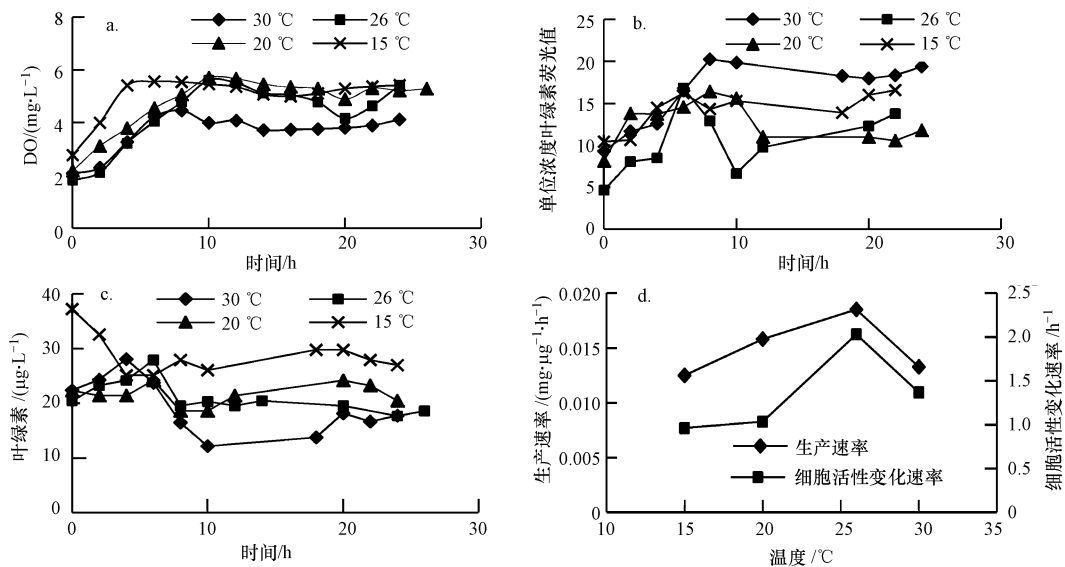 a.
30 ℃ 26 ℃
20 ℃ 15 ℃
8
6
4
2
0
DO/(mg·L⁻¹)
0 10 20 30
时间/h
b.
30 ℃ 26 ℃
20 ℃ 15 ℃
25
20
15
10
5
0
单位浓度叶绿素荧光值
0 10 20 30
时间/h
c.
30 ℃ 26 ℃
20 ℃ 15 ℃
40
30
20
10
0
叶绿素 /(μg·L⁻¹)
0 10 20 30
时间/h
d.
0.020
0.015
0.010
0.005
0
生产速率 /(mg·μg⁻¹·h⁻¹)
2.5
2.0
1.5
1.0
0.5
0
细胞活性变化速率 /h⁻¹
生产速率
细胞活性变化速率
10 15 20 25 30 35
温度 /℃